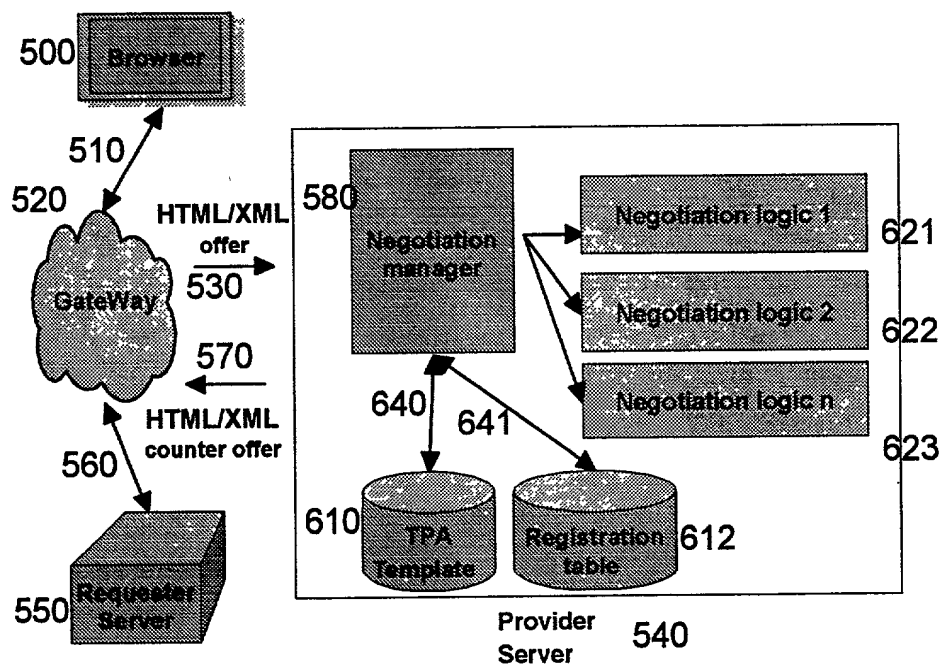 500
Browser
510
520
HTML/XML
offer
530
GateWay
570
HTML/XML
counter offer
560
550
Requester
Server
580
Negotiation
manager
Negotiation logic 1
621
Negotiation logic 2
622
Negotiation logic n
623
640
641
610
TPA
Template
Registration
table
612
Provider
Server
540